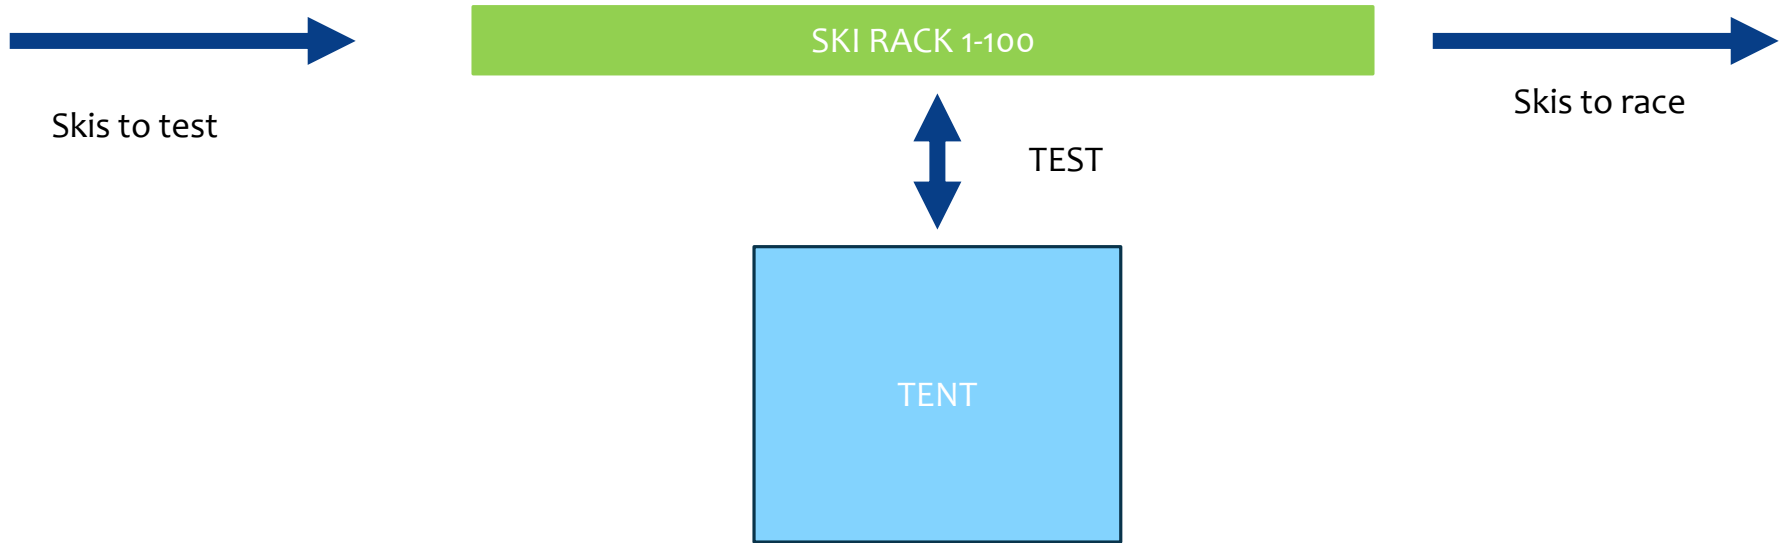 SKI RACK 1-100
Skis to test
Skis to race
TEST
TENT